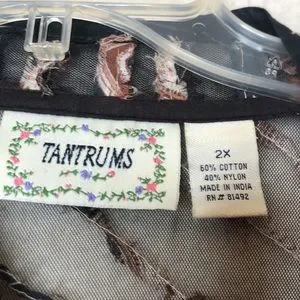 TANTRUMS
2X
60% COTTON
40% NYLON
MADE IN INDIA
RN# 81492